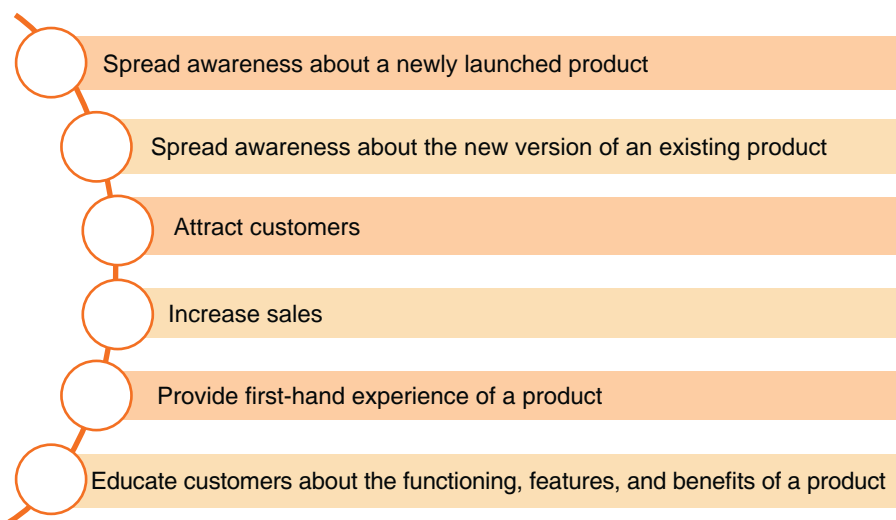 Spread awareness about a newly launched product
Spread awareness about the new version of an existing product
Attract customers
Increase sales
Provide first-hand experience of a product
Educate customers about the functioning, features, and benefits of a product